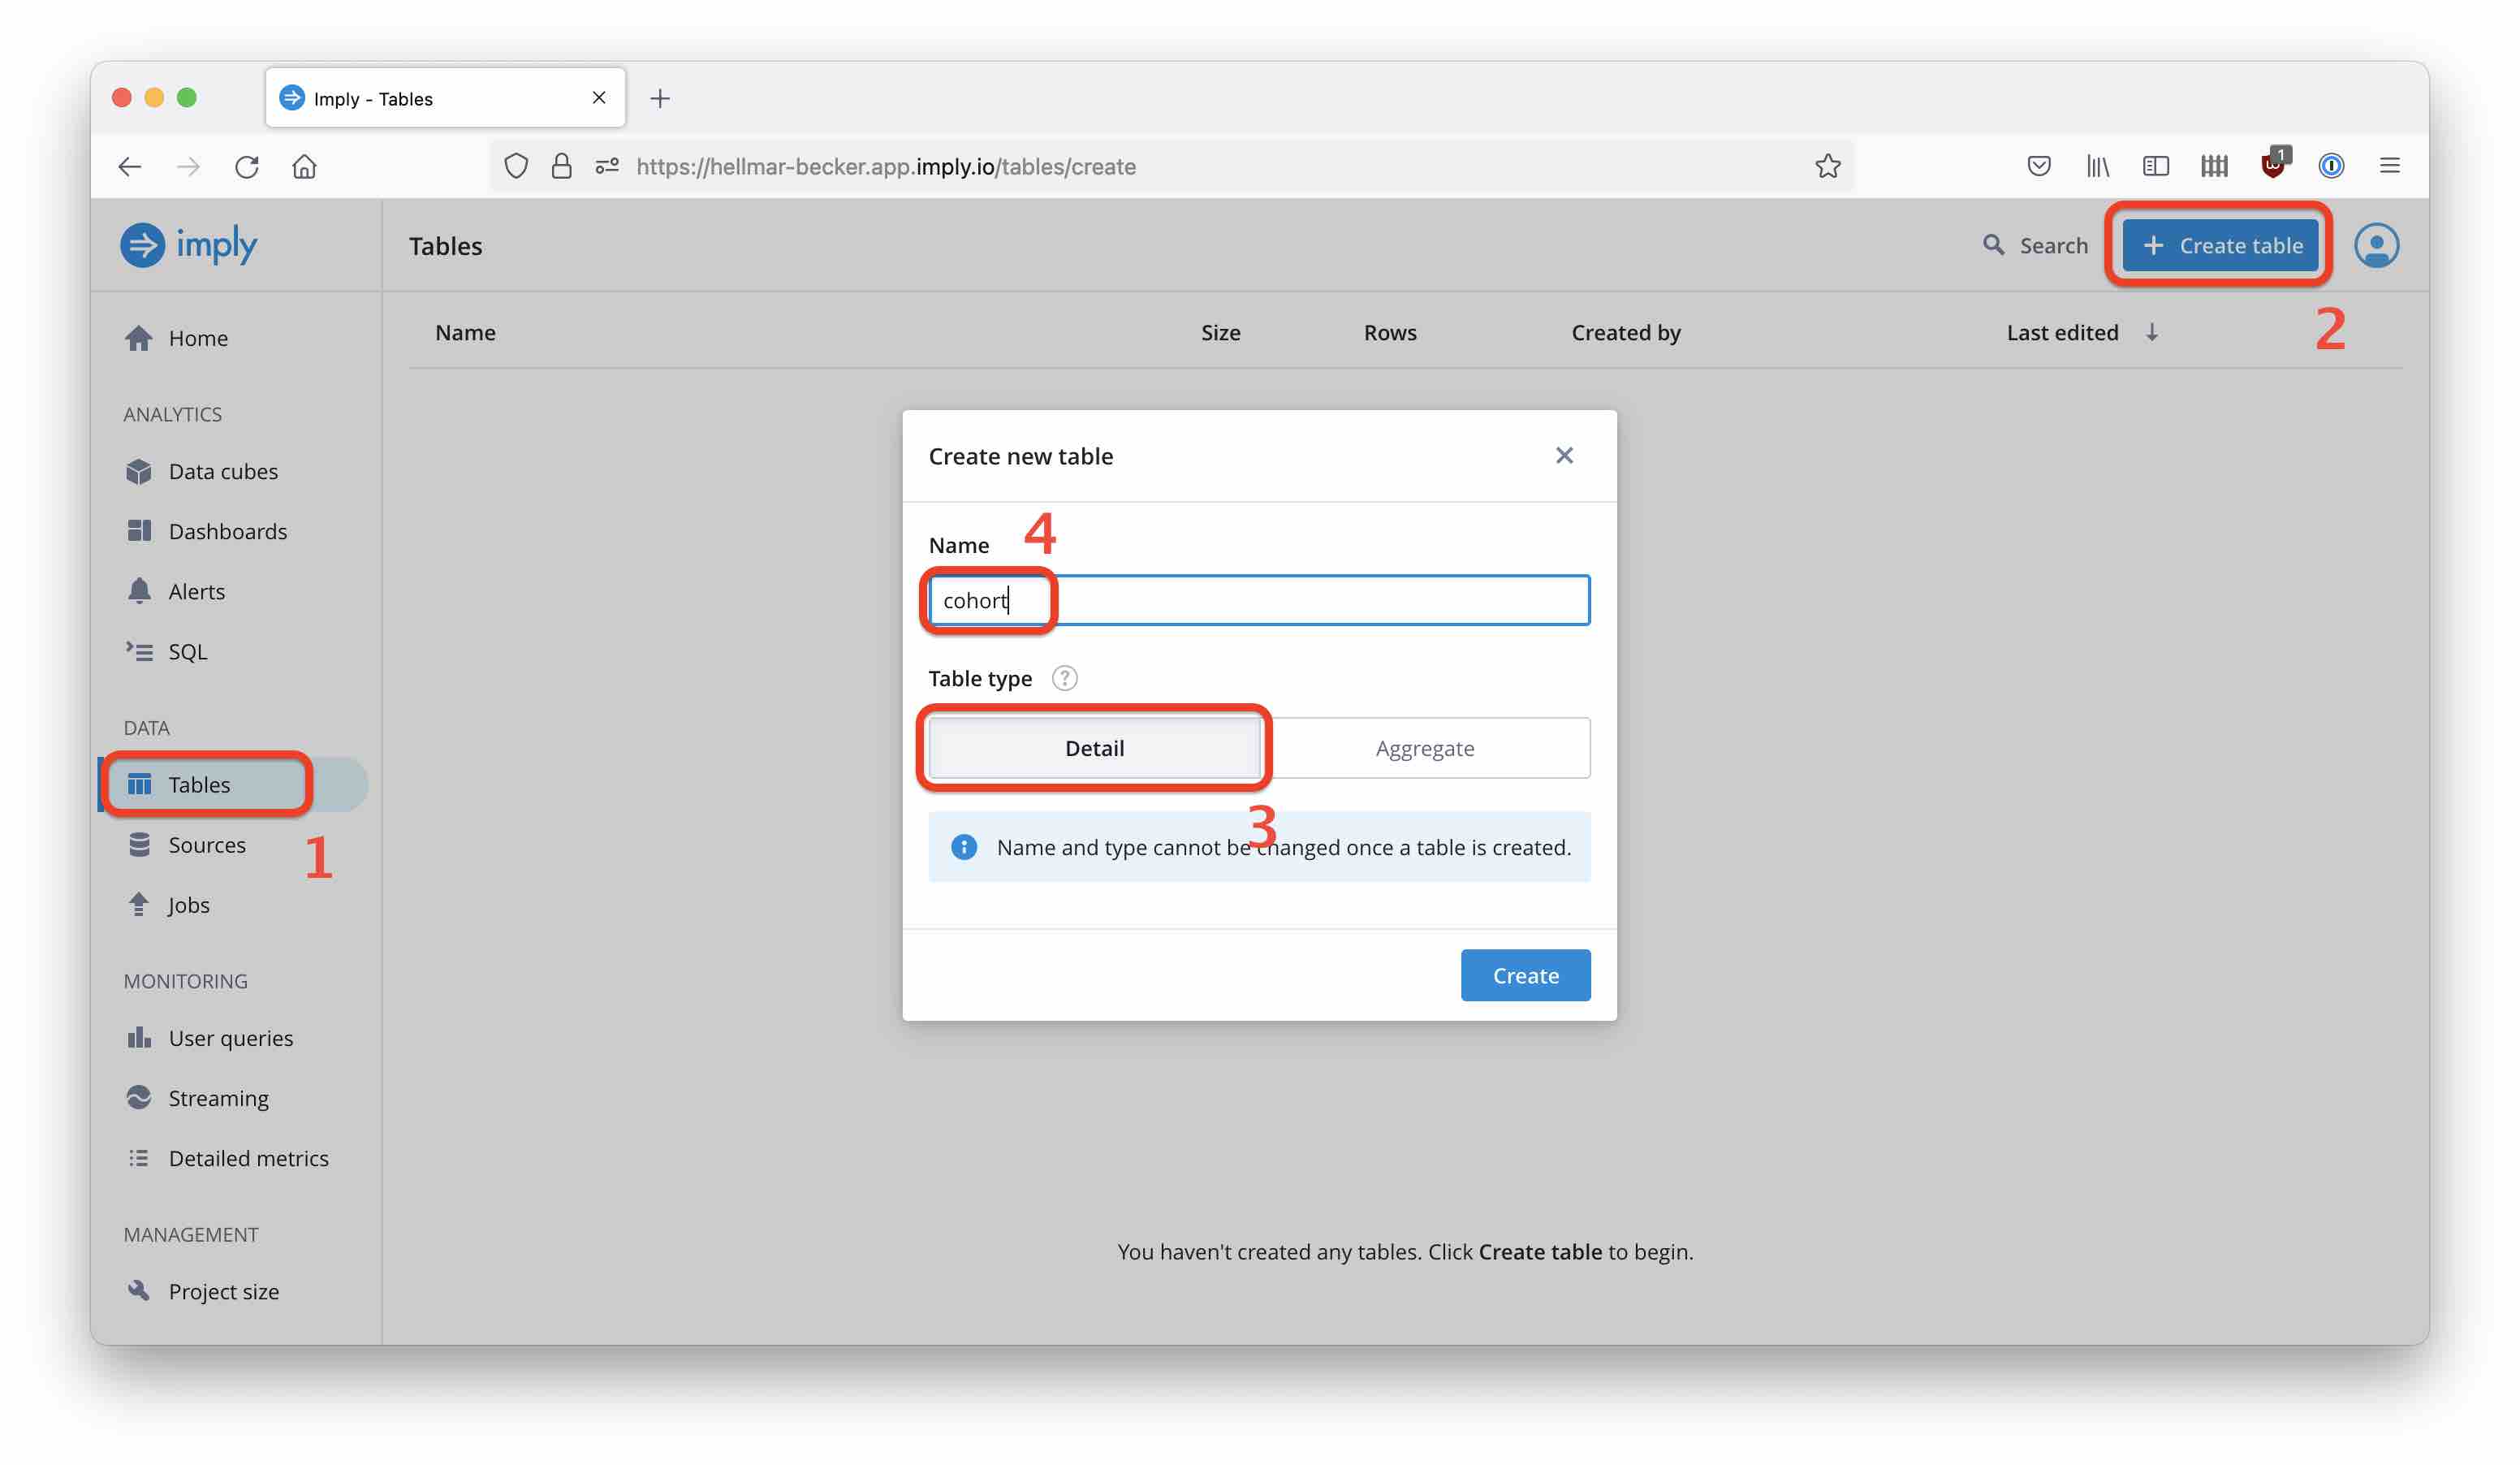 Imply - Tables
https://hellmar-becker.app.imply.io/tables/create
1
imply
Tables
Search
+ Create table
2
Name Size Rows Created by Last edited ↓
Home
ANALYTICS
Data cubes
Dashboards
Alerts
SQL
DATA
Tables
1
Sources
Jobs
MONITORING
User queries
Streaming
Detailed metrics
MANAGEMENT
Project size
Create new table
Name
4
cohort
Table type ?
Detail Aggregate
3
Name and type cannot be changed once a table is created.
Create
You haven't created any tables. Click Create table to begin.